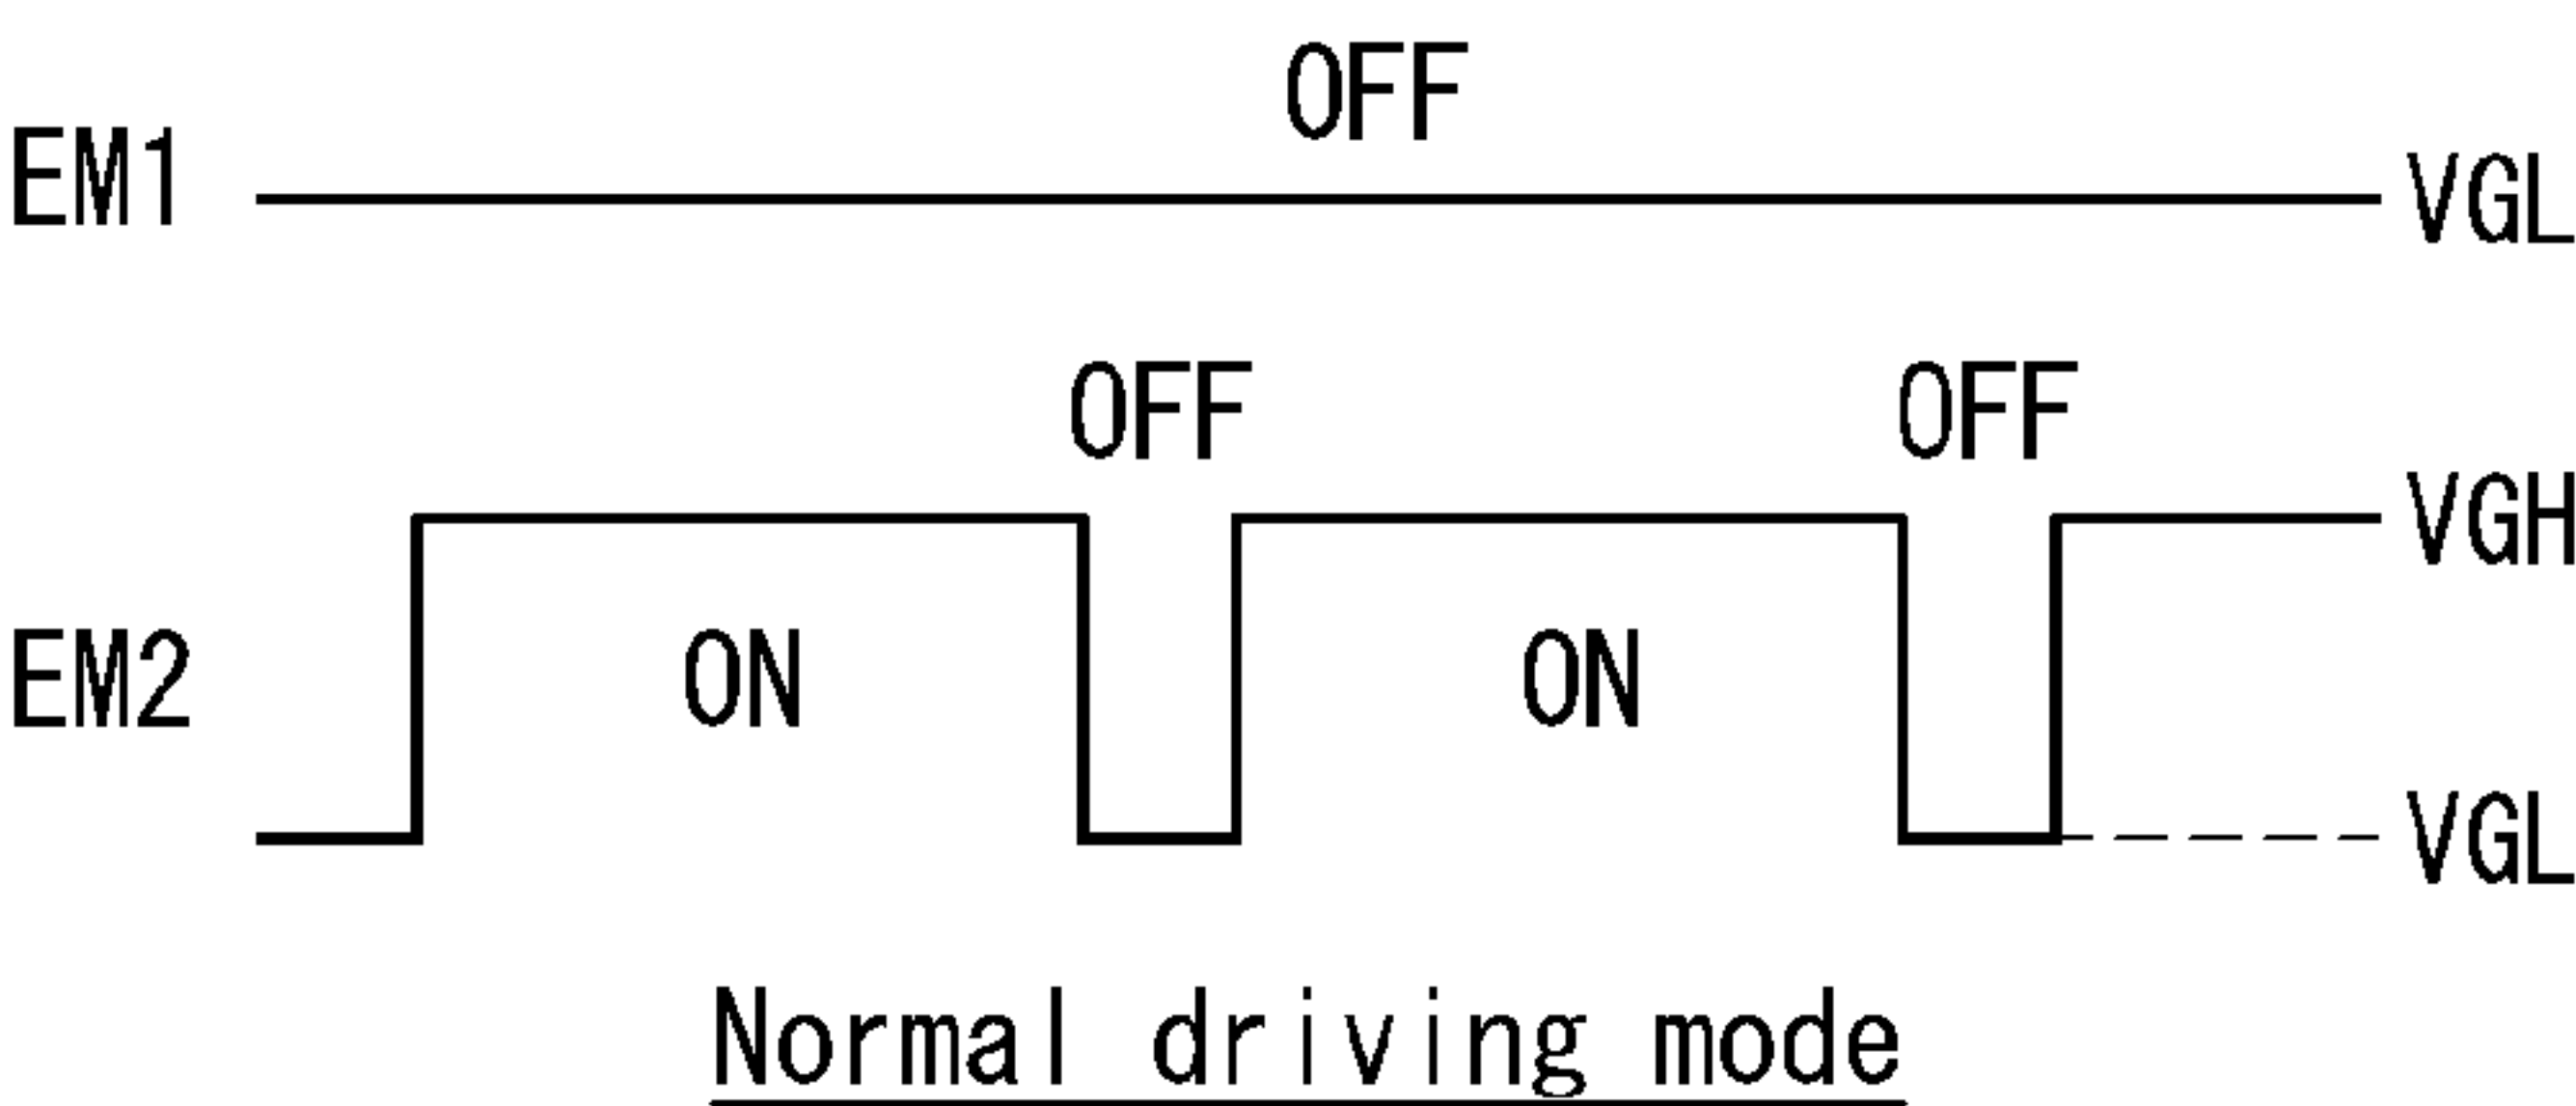 OFF
EM1 VGL
OFF OFF
VGH
EM2 ON ON
VGL
Normal driving mode